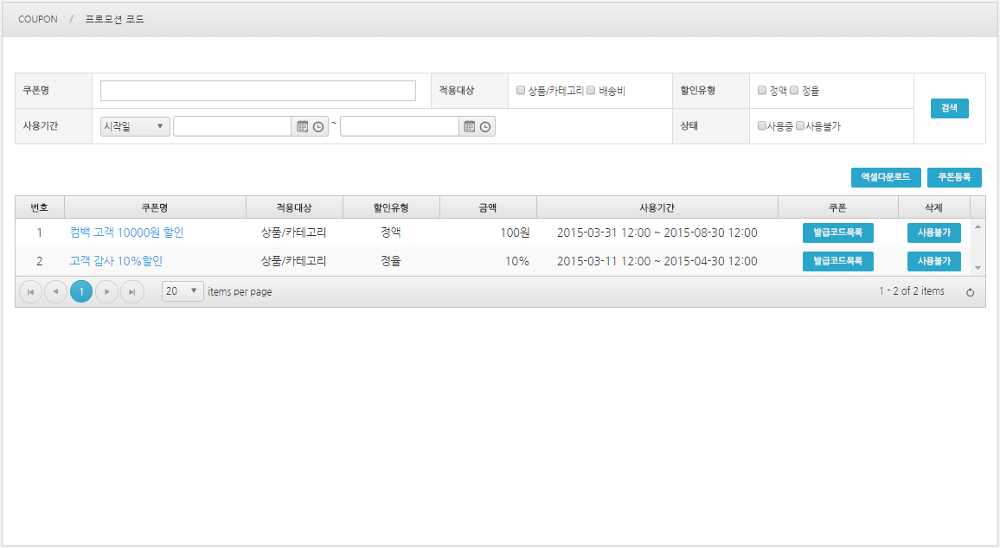 COUPON / 프로모션 코드
쿠폰명 적용대상 상품/카테고리 배송비 할인유형 정액 정율
검색
사용기간 시작일 ~ 상태 사용중 사용불가
엑셀다운로드 쿠폰등록
번호 쿠폰명 적용대상 할인유형 금액 사용기간 쿠폰 삭제
1 컴백 고객 10000원 할인 상품/카테고리 정액 100원 2015-03-31 12:00 ~ 2015-08-30 12:00 발급코드목록 사용불가
2 고객 감사 10%할인 상품/카테고리 정율 10% 2015-03-11 12:00 ~ 2015-04-30 12:00 발급코드목록 사용불가
1 20 items per page 1 - 2 of 2 items